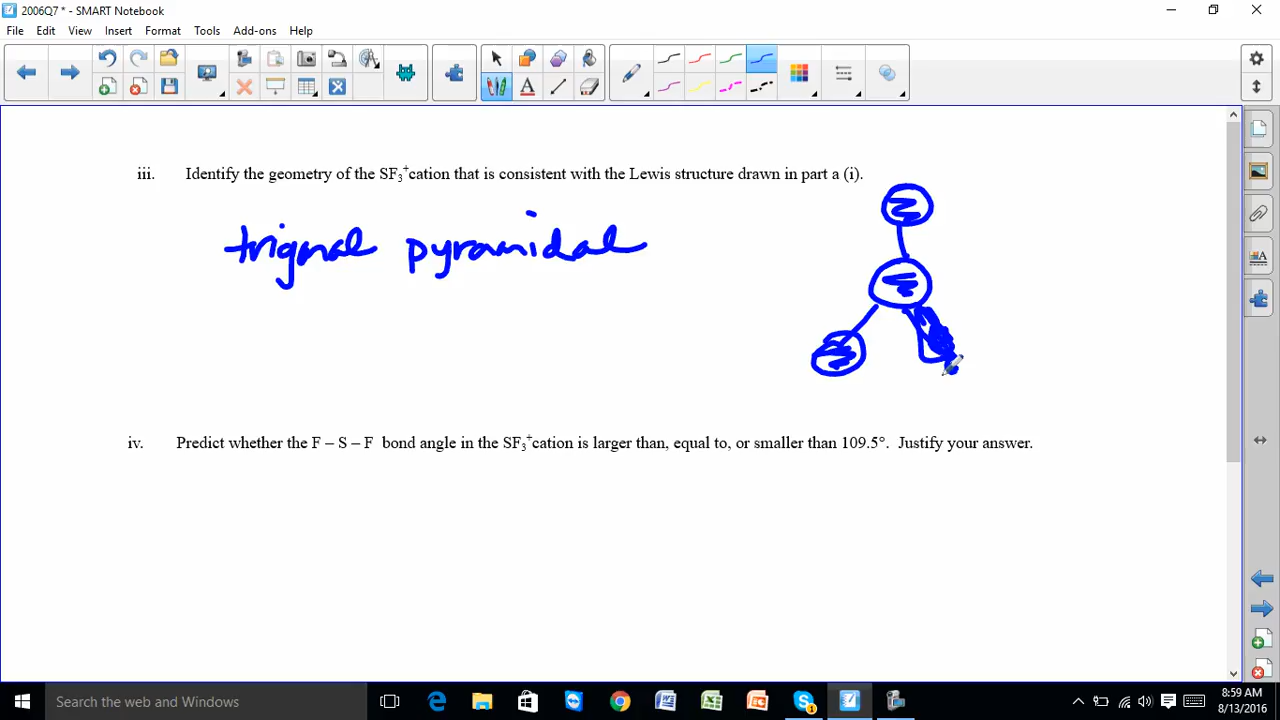 2006Q7 * - SMART Notebook
File Edit View Insert Format Tools Add-ons Help
iii. Identify the geometry of the SF₃⁺cation that is consistent with the Lewis structure drawn in part a (i).
trigonal pyramidal
iv. Predict whether the F – S – F bond angle in the SF₃⁺cation is larger than, equal to, or smaller than 109.5°. Justify your answer.
Search the web and Windows
8:59 AM
8/13/2016